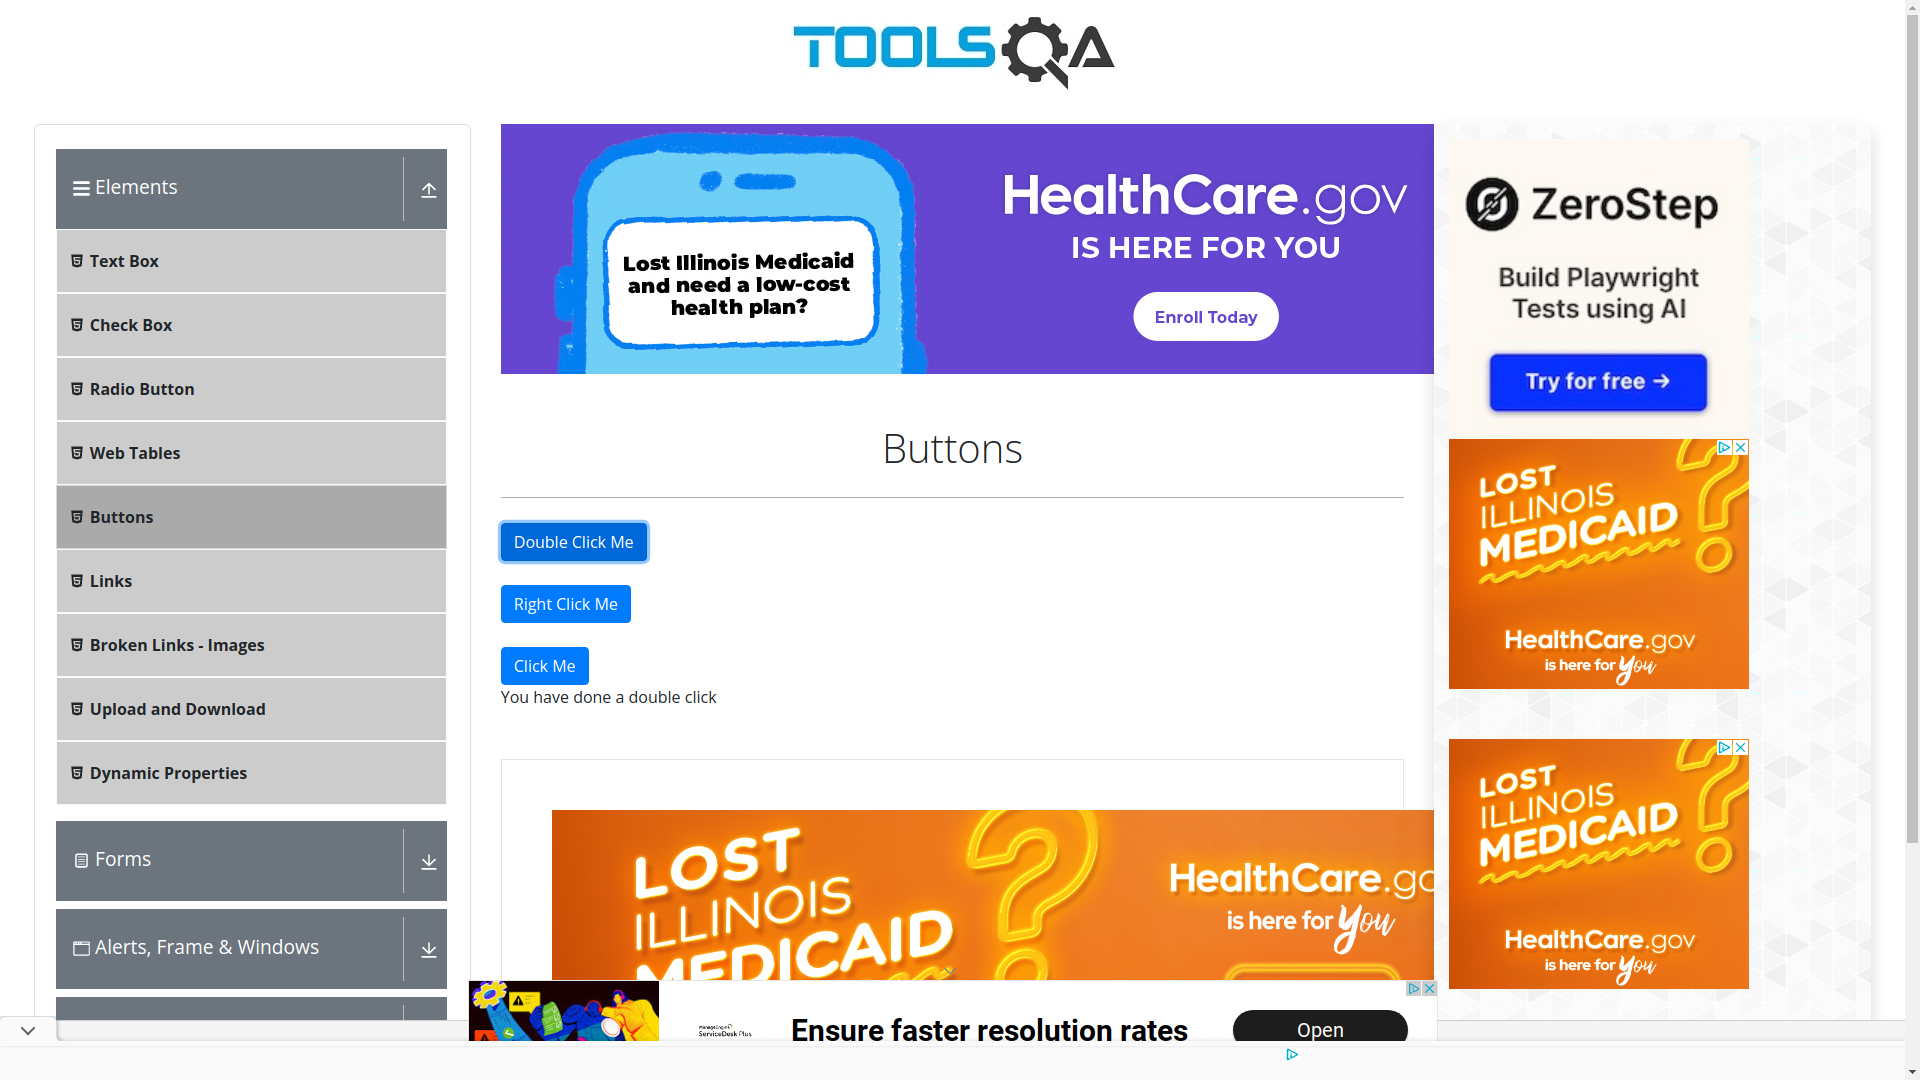 TOOLSQA
Elements
Text Box
Check Box
Radio Button
Web Tables
Buttons
Links
Broken Links - Images
Upload and Download
Dynamic Properties
Forms
Alerts, Frame & Windows
Lost Illinois Medicaid
and need a low-cost
health plan?
HealthCare.gov
IS HERE FOR YOU
Enroll Today
Buttons
Double Click Me
Right Click Me
Click Me
You have done a double click
LOST
ILLINOIS
MEDICAID
HealthCare.go
is here for You
ManageEngine
ServiceDesk Plus
Ensure faster resolution rates
Open
ZeroStep
Build Playwright
Tests using AI
Try for free →
LOST
ILLINOIS
MEDICAID
?
HealthCare.gov
is here for You
LOST
ILLINOIS
MEDICAID
?
HealthCare.gov
is here for You